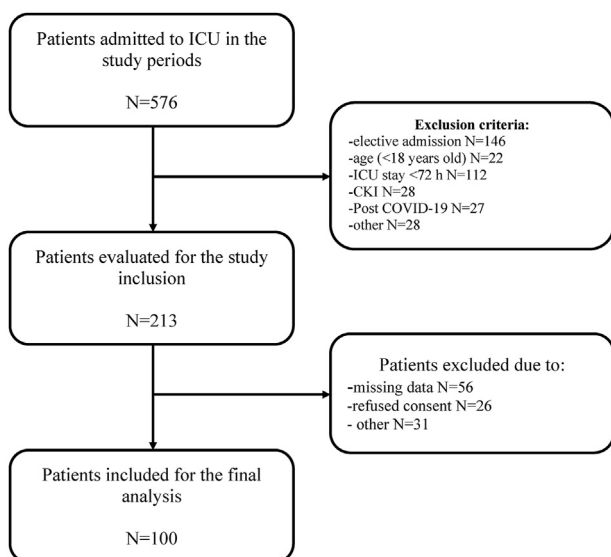 Patients admitted to ICU in the
study periods
N=576
Exclusion criteria:
-elective admission N=146
-age (<18 years old) N=22
-ICU stay <72 h N=112
-CKI N=28
-Post COVID-19 N=27
-other N=28
Patients evaluated for the study
inclusion
N=213
Patients excluded due to:
-missing data N=56
-refused consent N=26
- other N=31
Patients included for the final
analysis
N=100